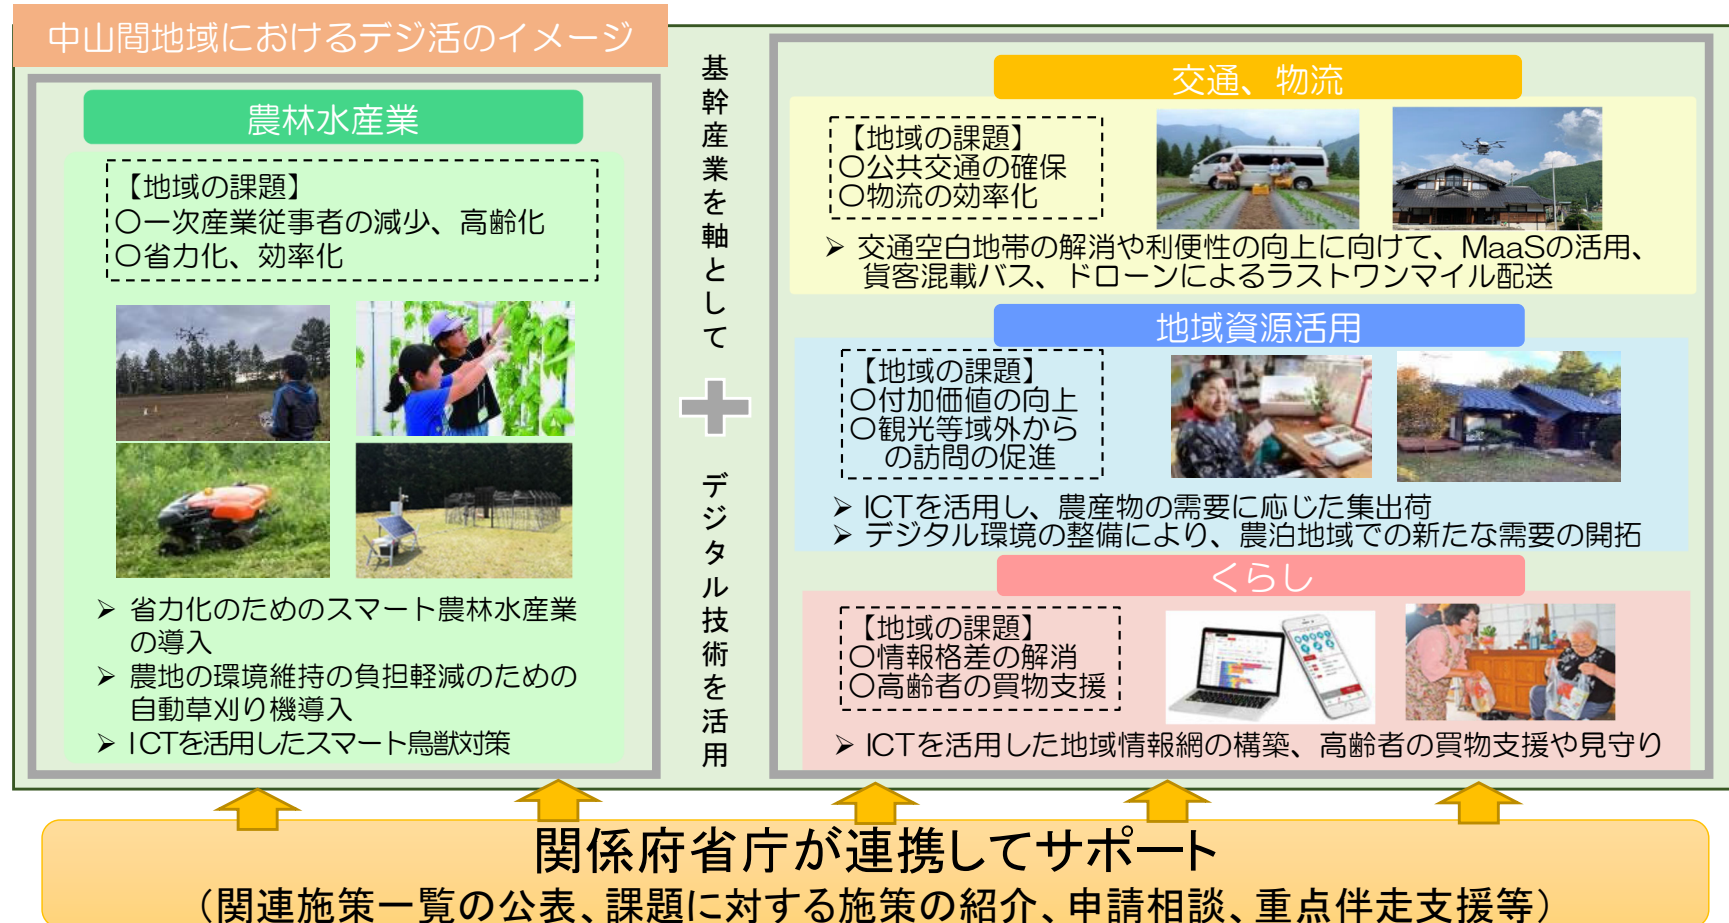 中山間地域におけるデジ活のイメージ
農林水産業
【地域の課題】
〇一次産業従事者の減少、高齢化
〇省力化、効率化
➢ 省力化のためのスマート農林水産業
の導入
➢ 農地の環境維持の負担軽減のための
自動草刈り機導入
➢ ICTを活用したスマート鳥獣対策
基幹産業を軸として
デジタル技術を活用
交通、物流
【地域の課題】
〇公共交通の確保
〇物流の効率化
➢ 交通空白地帯の解消や利便性の向上に向けて、MaaSの活用、
貨客混載バス、ドローンによるラストワンマイル配送
地域資源活用
【地域の課題】
〇付加価値の向上
〇観光等域外から
の訪問の促進
➢ ICTを活用し、農産物の需要に応じた集出荷
➢ デジタル環境の整備により、農泊地域での新たな需要の開拓
くらし
【地域の課題】
〇情報格差の解消
〇高齢者の買物支援
➢ ICTを活用した地域情報網の構築、高齢者の買物支援や見守り
関係府省庁が連携してサポート
（関連施策一覧の公表、課題に対する施策の紹介、申請相談、重点伴走支援等）